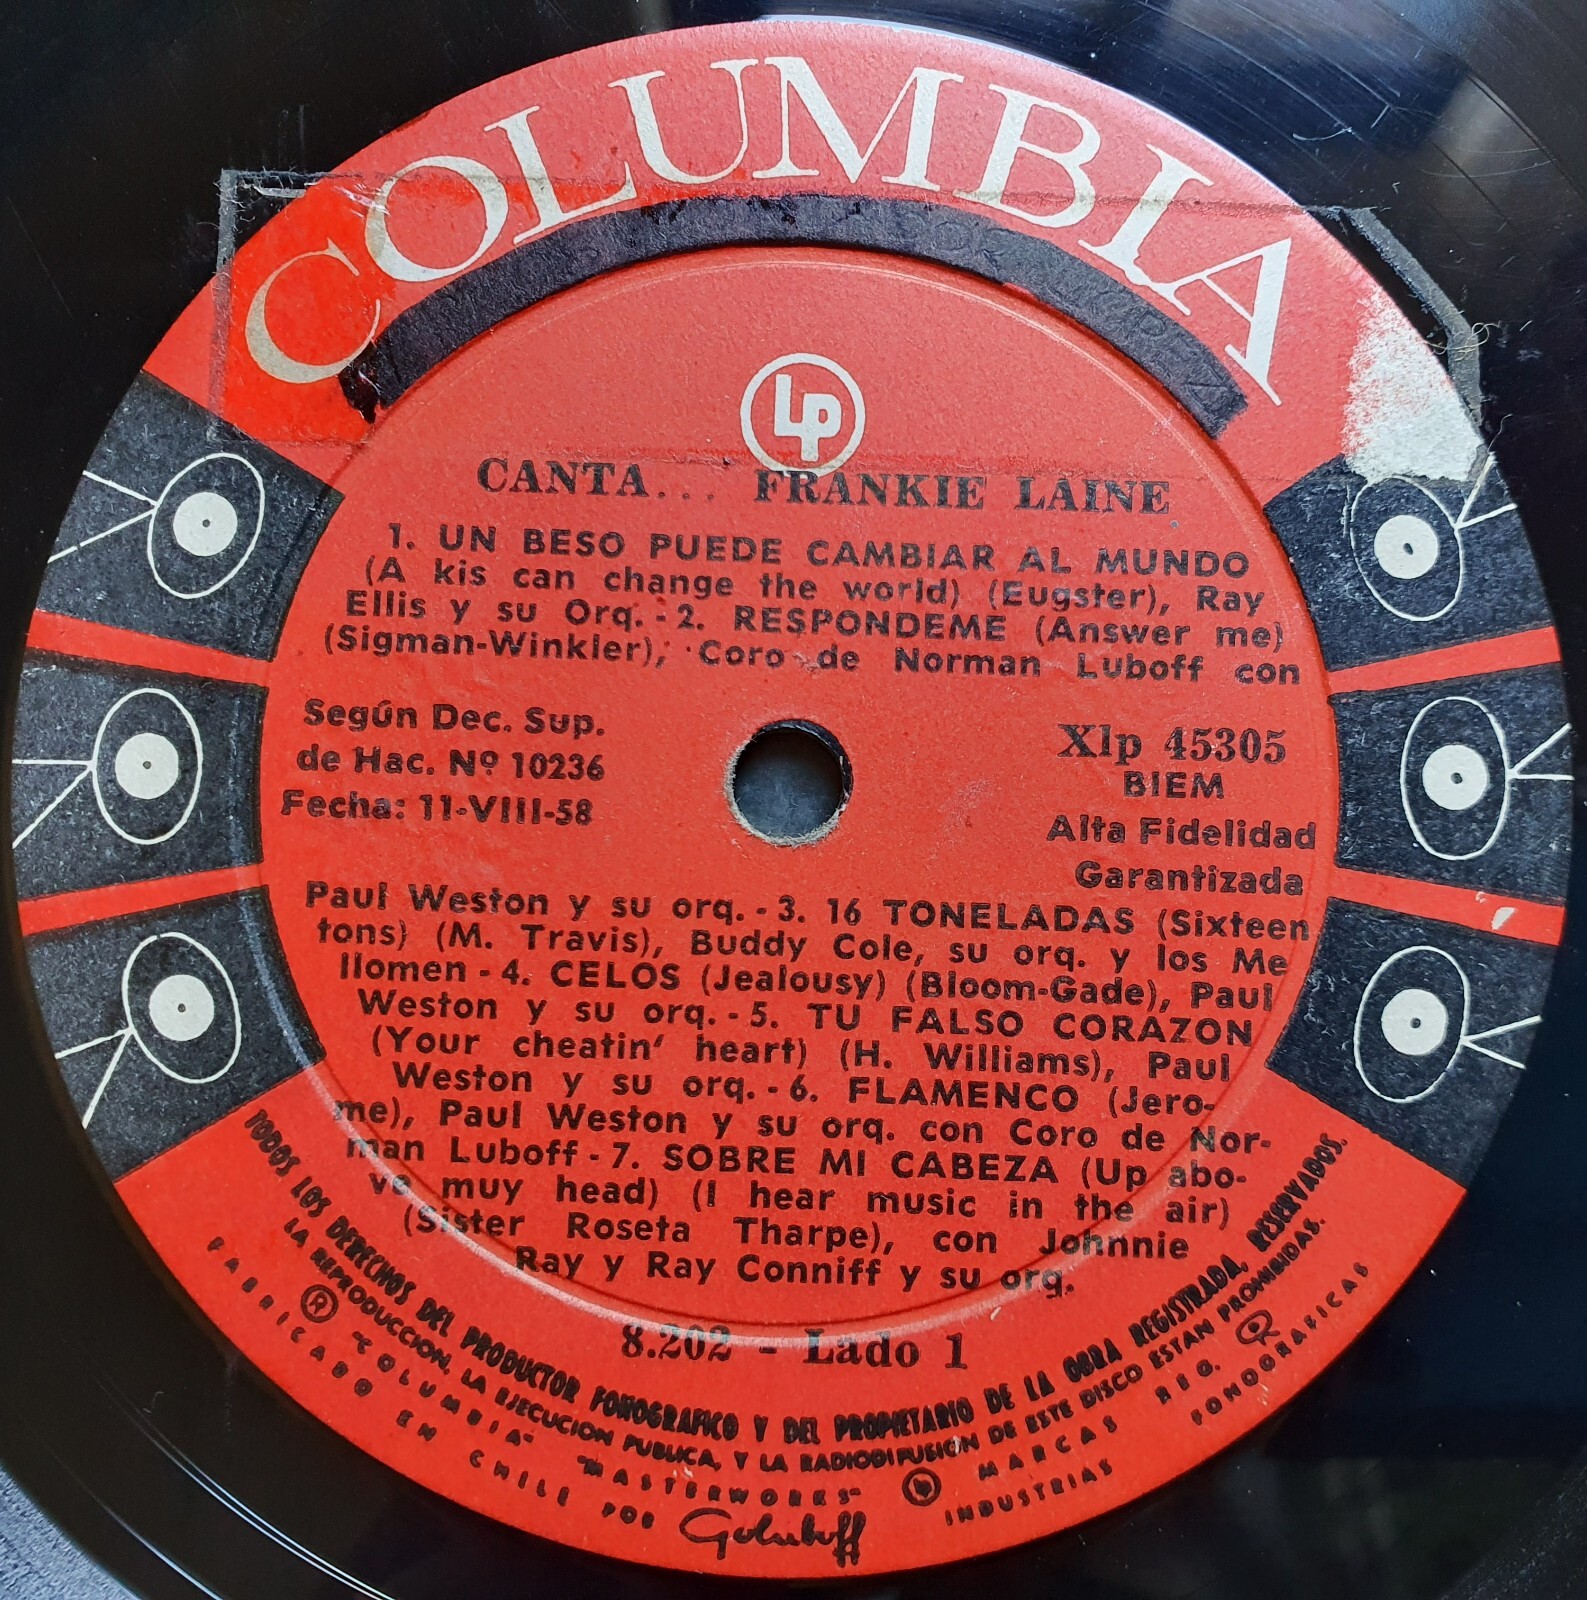 COLUMBIA
LP
CANTA... FRANKIE LAINE
1. UN BESO PUEDE CAMBIAR AL MUNDO
(A kis can change the world) (Eugster), Ray
Ellis y su Orq. - 2. RESPONDEME (Answer me)
(Sigman-Winkler), Coro de Norman Luboff con
Según Dec. Sup.
de Hac. Nº 10236
Fecha: 11-VIII-58
Xlp 45305
BIEM
Alta Fidelidad
Garantizada
Paul Weston y su orq. - 3. 16 TONELADAS (Sixteen
tons) (M. Travis), Buddy Cole, su orq. y los Me
llomen - 4. CELOS (Jealousy) (Bloom-Gade), Paul
Weston y su orq. - 5. TU FALSO CORAZON
(Your cheatin' heart) (H. Williams), Paul
Weston y su orq. - 6. FLAMENCO (Jero-
me), Paul Weston y su orq. con Coro de Nor-
man Luboff - 7. SOBRE MI CABEZA (Up abo-
ve muy head) (I hear music in the air)
(Sister Roseta Tharpe), con Johnnie
Ray y Ray Conniff y su orq.
8.202 - Lado 1
TODOS LOS DERECHOS DEL PRODUCTOR FONOGRAFICO Y DEL PROPIETARIO DE LA OBRA REGISTRADA, RESERVADOS.
LA REPRODUCCION, LA EJECUCION PUBLICA, Y LA RADIODIFUSION DE ESTE DISCO ESTAN PROHIBIDAS.
® "COLUMBIA" "MASTERWORKS" LP MARCAS REG.
FABRICADO EN CHILE POR Goluboff INDUSTRIAS FONOGRAFICAS